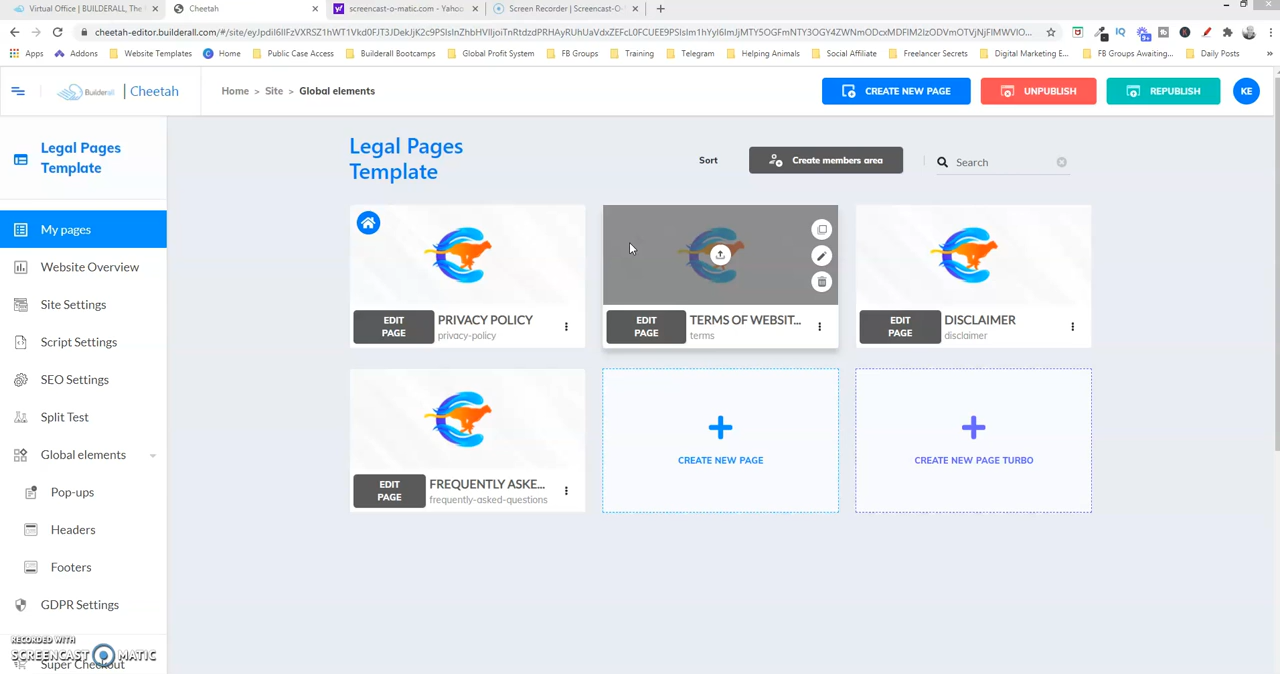 Virtual Office | BUILDERALL, The
Cheetah
screencast-o-matic.com - Yahoo
Screen Recorder | Screencast-O-
Apps
Addons
Website Templates
Home
Public Case Access
Builderall Bootcamps
Global Profit System
FB Groups
Training
Telegram
Helping Animals
Social Affiliate
Freelancer Secrets
Digital Marketing E...
FB Groups Awaiting...
Daily Posts
Builderall
Cheetah
Home > Site > Global elements
CREATE NEW PAGE
UNPUBLISH
REPUBLISH
KE
Legal Pages
Template
My pages
Website Overview
Site Settings
Script Settings
SEO Settings
Split Test
Global elements
Pop-ups
Headers
Footers
GDPR Settings
Super Checkout
RECORDED WITH
SCREENCAST MATIC
Legal Pages
Template
Sort
Create members area
Search
EDIT
PAGE
PRIVACY POLICY
privacy-policy
EDIT
PAGE
TERMS OF WEBSIT...
terms
EDIT
PAGE
DISCLAIMER
disclaimer
EDIT
PAGE
FREQUENTLY ASKE...
frequently-asked-questions
CREATE NEW PAGE
CREATE NEW PAGE TURBO